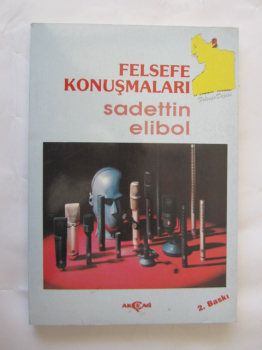 FELSEFE
KONUŞMALARI
sadettin
elibol
AKÇAĞ
2. Baskı